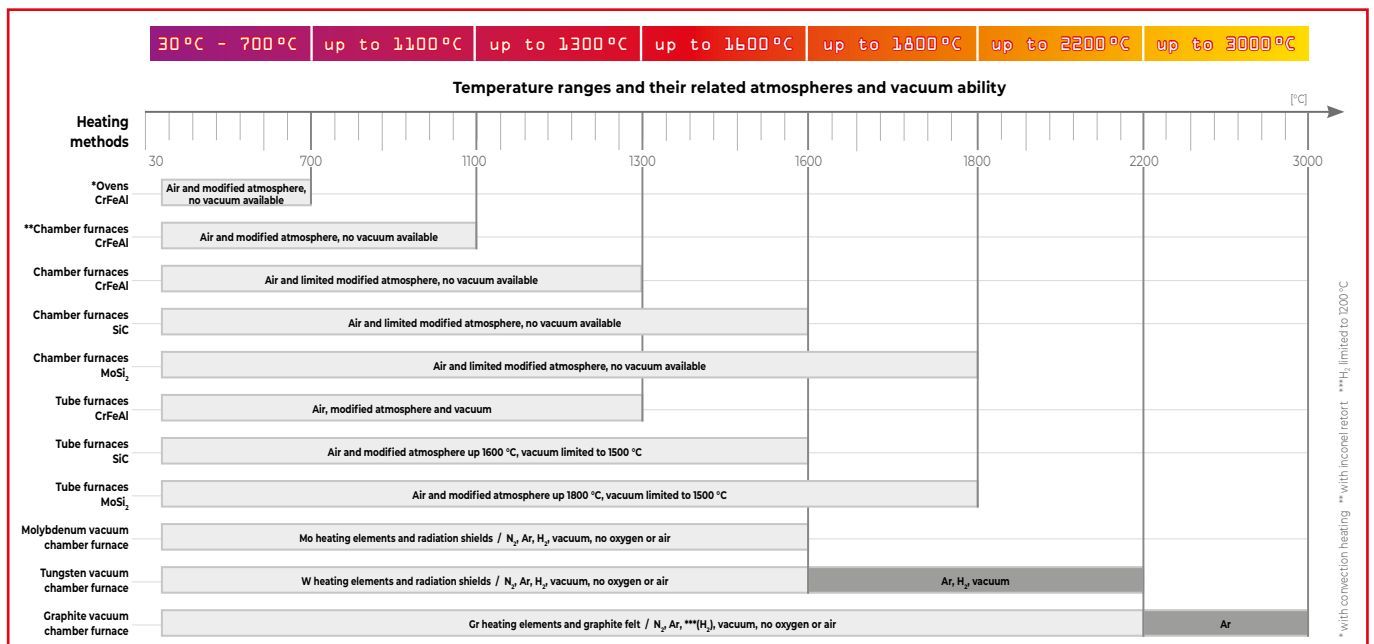 30°C - 700°C up to 1100°C up to 1300°C up to 1600°C up to 1800°C up to 2200°C up to 3000°C
Temperature ranges and their related atmospheres and vacuum ability
[°C]
Heating
methods
30 700 1100 1300 1600 1800 2200 3000
*Ovens
CrFeAl
Air and modified atmosphere,
no vacuum available
**Chamber furnaces
CrFeAl
Air and modified atmosphere, no vacuum available
Chamber furnaces
CrFeAl
Air and limited modified atmosphere, no vacuum available
Chamber furnaces
SiC
Air and limited modified atmosphere, no vacuum available
Chamber furnaces
MoSi₂
Air and limited modified atmosphere, no vacuum available
Tube furnaces
CrFeAl
Air, modified atmosphere and vacuum
Tube furnaces
SiC
Air and modified atmosphere up 1600 °C, vacuum limited to 1500 °C
Tube furnaces
MoSi₂
Air and modified atmosphere up 1800 °C, vacuum limited to 1500 °C
Molybdenum vacuum
chamber furnace
Mo heating elements and radiation shields / N₂, Ar, H₂, vacuum, no oxygen or air
Tungsten vacuum
chamber furnace
W heating elements and radiation shields / N₂, Ar, H₂, vacuum, no oxygen or air
Ar, H₂, vacuum
Graphite vacuum
chamber furnace
Gr heating elements and graphite felt / N₂, Ar, ***(H₂), vacuum, no oxygen or air
Ar
* with convection heating ** with inconel retort ***H₂ limited to 1200°C